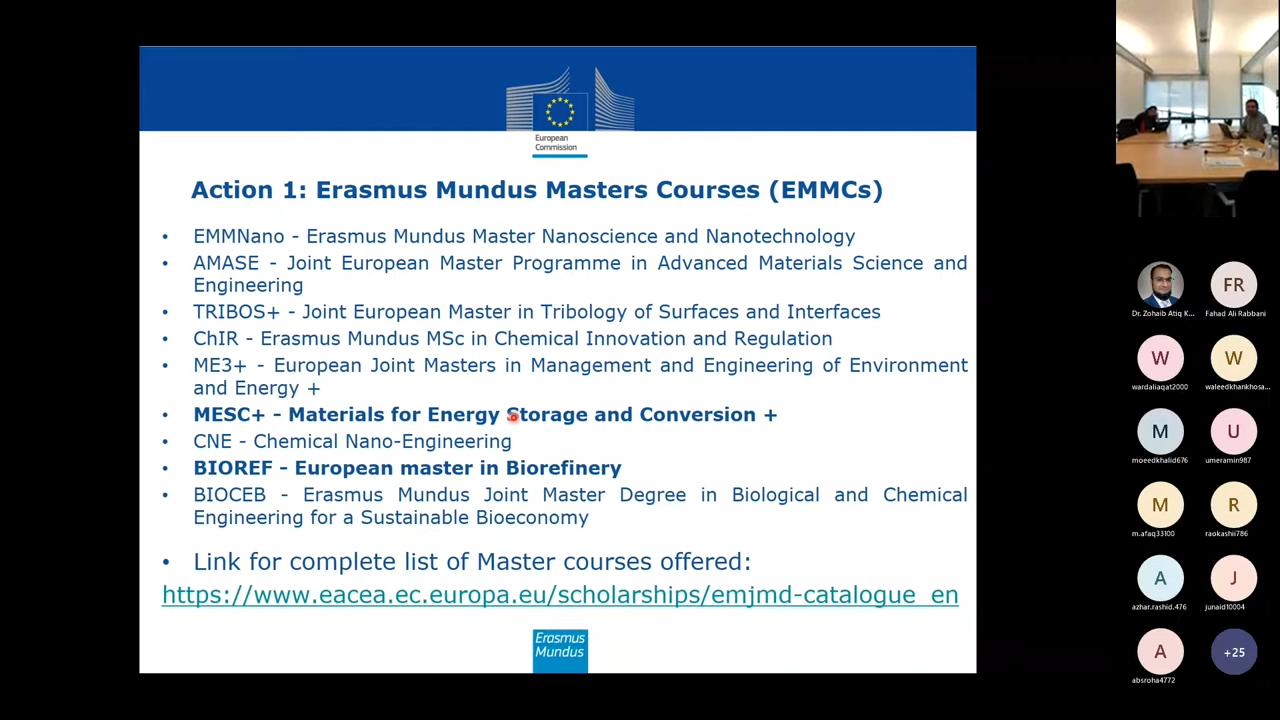 European
Commission
Action 1: Erasmus Mundus Masters Courses (EMMCs)
• EMMNano - Erasmus Mundus Master Nanoscience and Nanotechnology
• AMASE - Joint European Master Programme in Advanced Materials Science and
Engineering
• TRIBOS+ - Joint European Master in Tribology of Surfaces and Interfaces
• ChIR - Erasmus Mundus MSc in Chemical Innovation and Regulation
• ME3+ - European Joint Masters in Management and Engineering of Environment
and Energy +
• MESC+ - Materials for Energy Storage and Conversion +
• CNE - Chemical Nano-Engineering
• BIOREF - European master in Biorefinery
• BIOCEB - Erasmus Mundus Joint Master Degree in Biological and Chemical
Engineering for a Sustainable Bioeconomy
• Link for complete list of Master courses offered:
https://www.eacea.ec.europa.eu/scholarships/emjmd-catalogue_en
Erasmus
Mundus
FR
Dr. Zohaib Atiq K... Fahad Ali Rabbani
W W
wardaliaqat2000 waleedkhankhosa...
M U
moeedkhalid676 umeramin987
M R
m.afaq33100 raokashii786
A J
azhar.rashid.476 junaid10004
A +25
absroha4772